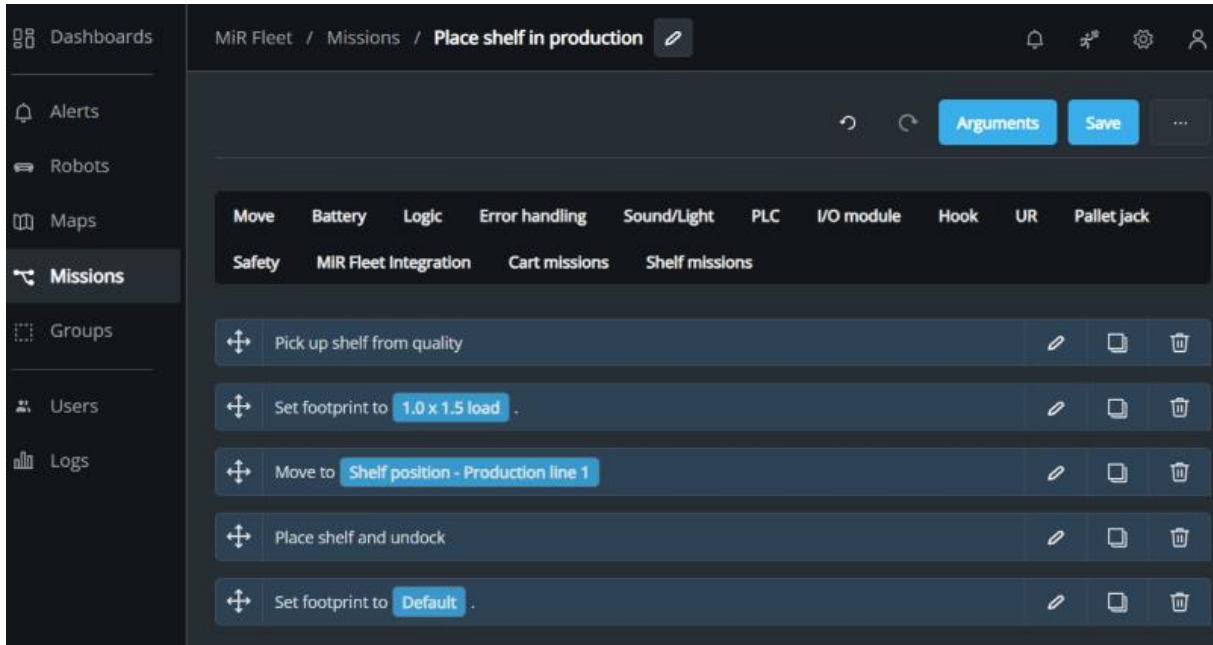 Dashboards
MiR Fleet / Missions / Place shelf in production
Alerts
Robots
Maps
Missions
Groups
Users
Logs
Arguments
Save
...
Move Battery Logic Error handling Sound/Light PLC I/O module Hook UR Pallet jack
Safety MiR Fleet Integration Cart missions Shelf missions
Pick up shelf from quality
Set footprint to 1.0 x 1.5 load .
Move to Shelf position - Production line 1
Place shelf and undock
Set footprint to Default .